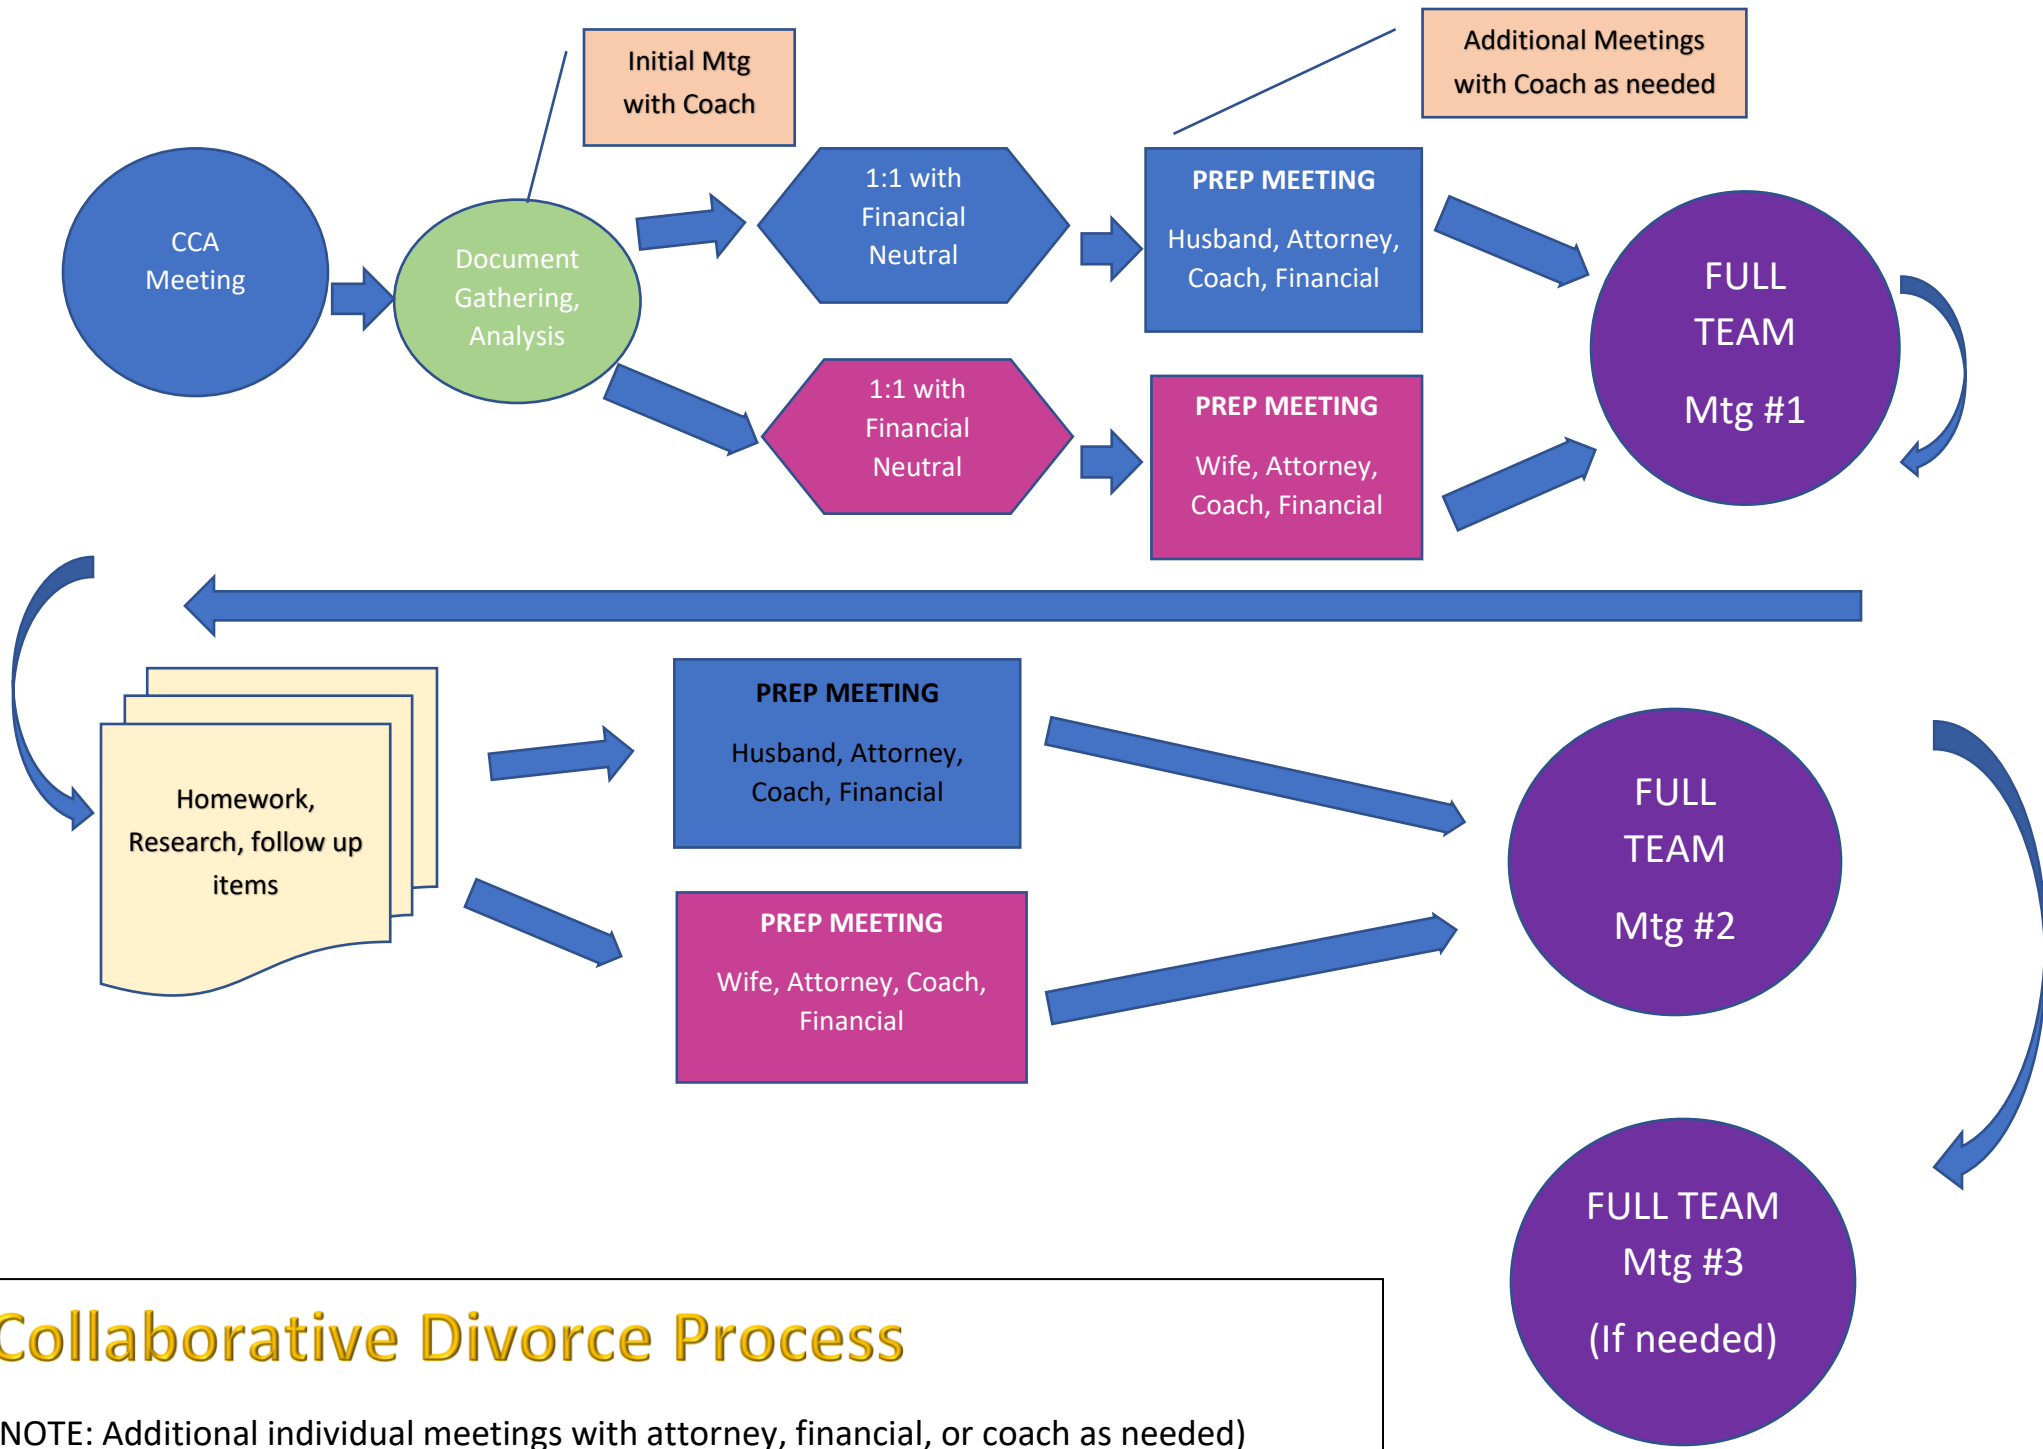 Initial Mtg
with Coach
Additional Meetings
with Coach as needed
CCA
Meeting
Document
Gathering,
Analysis
1:1 with
Financial
Neutral
PREP MEETING
Husband, Attorney,
Coach, Financial
FULL
TEAM
Mtg #1
1:1 with
Financial
Neutral
PREP MEETING
Wife, Attorney,
Coach, Financial
Homework,
Research, follow up
items
PREP MEETING
Husband, Attorney,
Coach, Financial
PREP MEETING
Wife, Attorney, Coach,
Financial
FULL
TEAM
Mtg #2
FULL TEAM
Mtg #3
(If needed)
Collaborative Divorce Process
NOTE: Additional individual meetings with attorney, financial, or coach as needed)